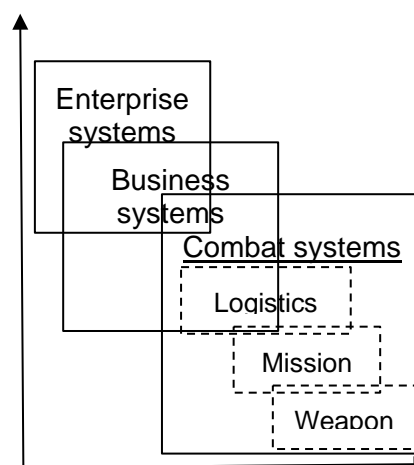 Enterprise
systems
Business
systems
Combat systems
Logistics
Mission
Weapon